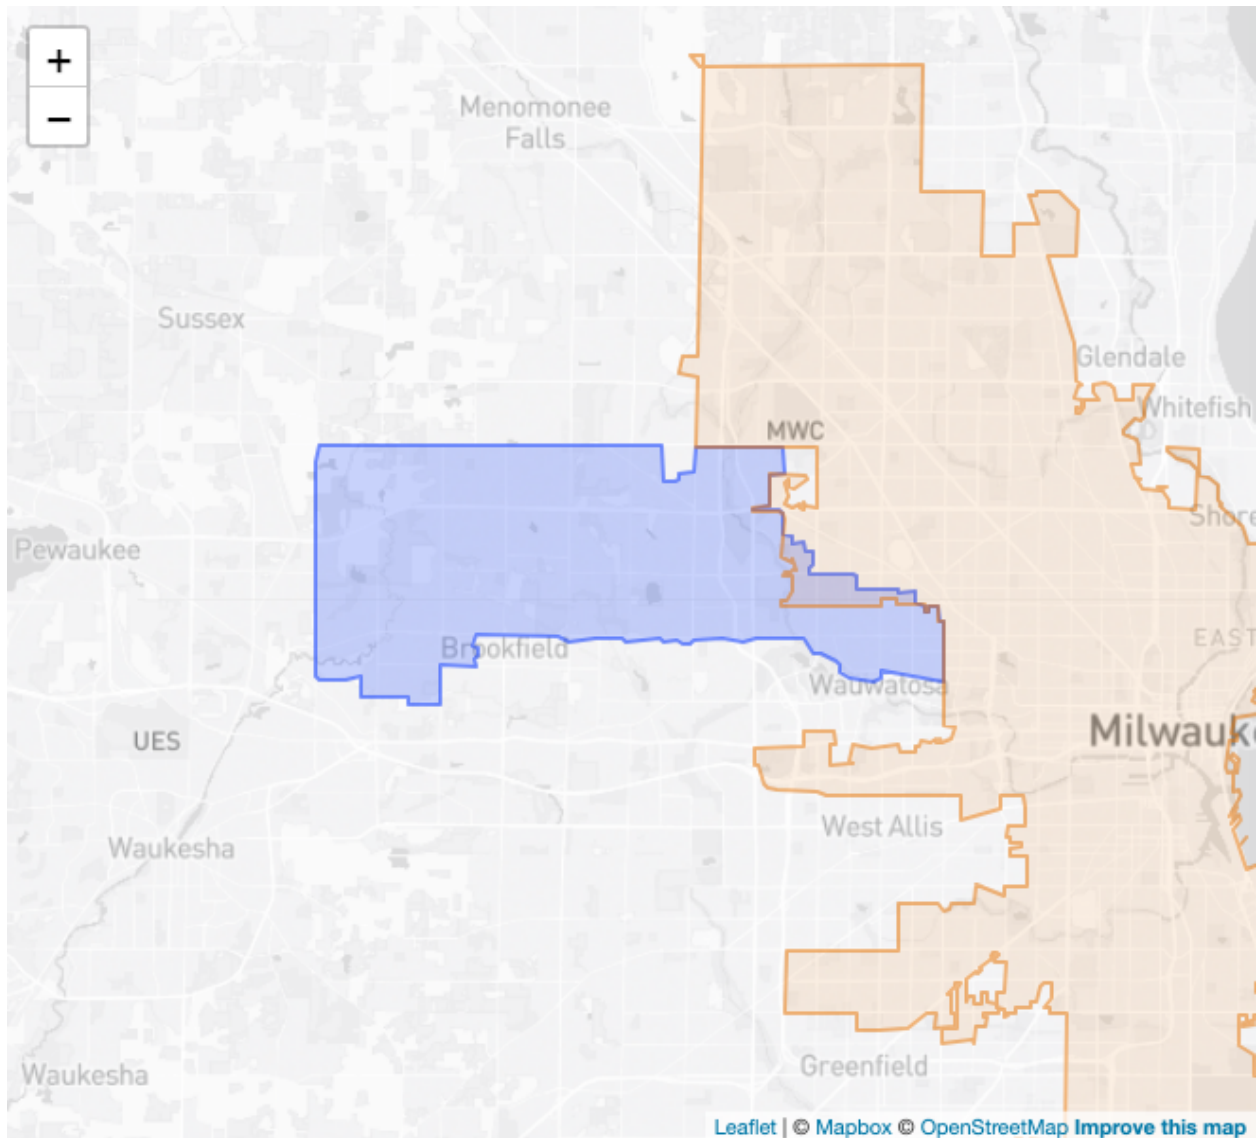 +
−
Menomonee
Falls
Sussex
Glendale
Whitefish
MWC
Shore
Pewaukee
EAST
Brookfield
Wauwatosa
UES
Milwauke
West Allis
Waukesha
Greenfield
Waukesha
Leaflet | © Mapbox © OpenStreetMap Improve this map